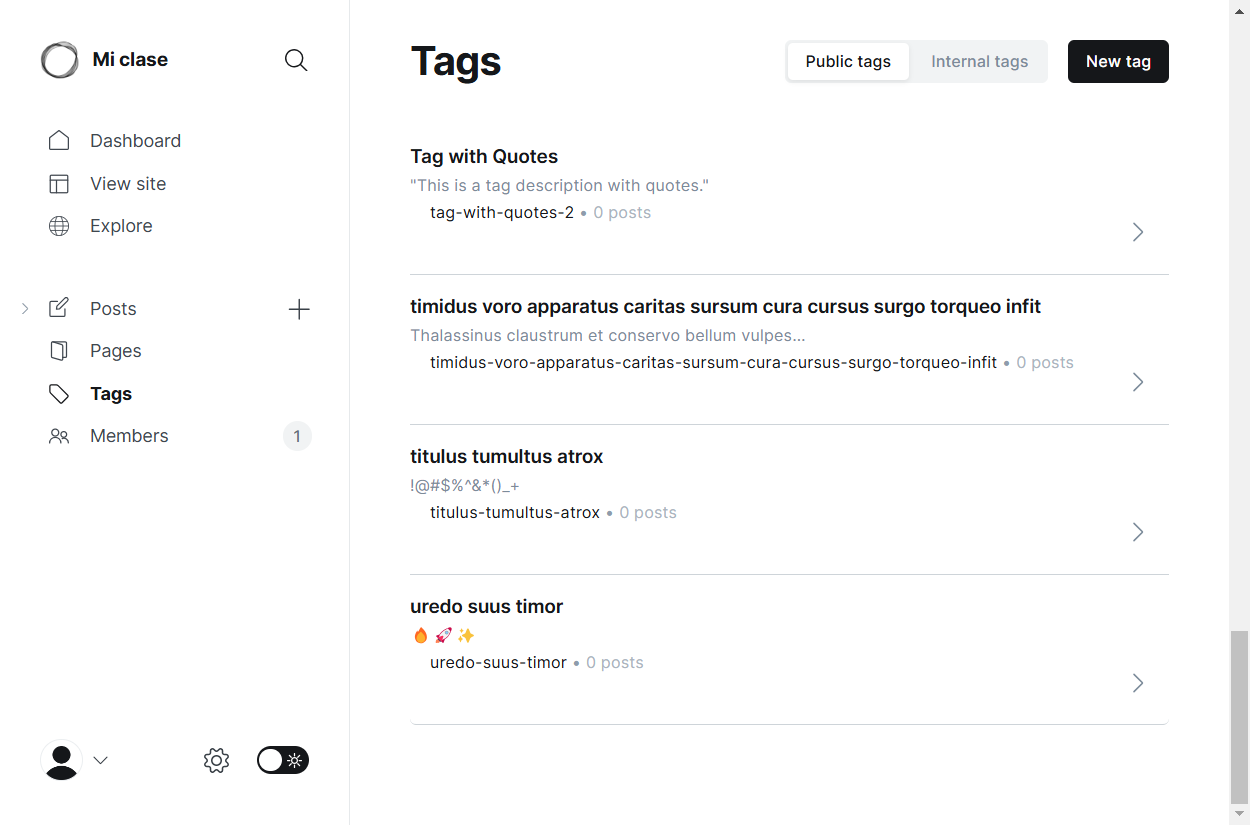 Mi clase
Dashboard
View site
Explore
Posts
Pages
Tags
Members
1
Tags
Public tags
Internal tags
New tag
Tag with Quotes
"This is a tag description with quotes."
tag-with-quotes-2 • 0 posts
timidus voro apparatus caritas sursum cura cursus surgo torqueo infit
Thalassinus claustrum et conservo bellum vulpes...
timidus-voro-apparatus-caritas-sursum-cura-cursus-surgo-torqueo-infit • 0 posts
titulus tumultus atrox
!@#$%^&*()_+
titulus-tumultus-atrox • 0 posts
uredo suus timor
🔥 🚀 ✨
uredo-suus-timor • 0 posts